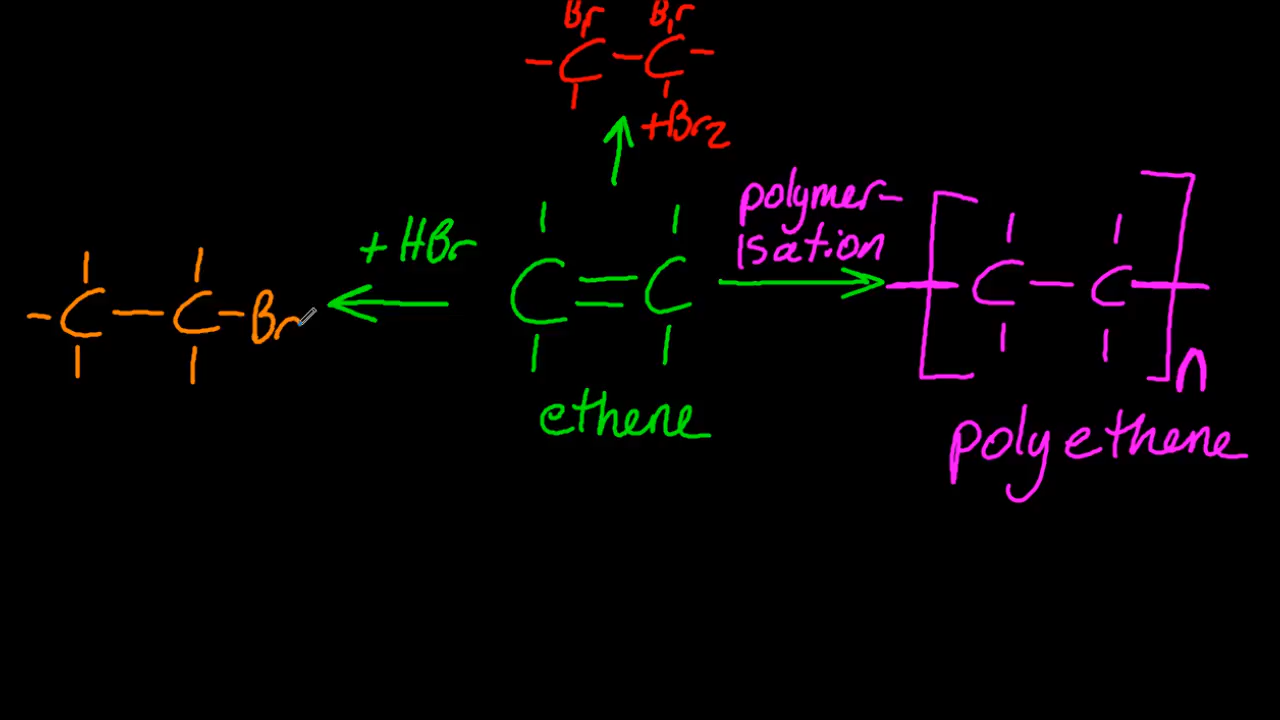 Br Br
- C - C -
+Br2
polymer-
isation
+ HBr
C = C
- C - C - Br
C - C
n
ethene
polyethene